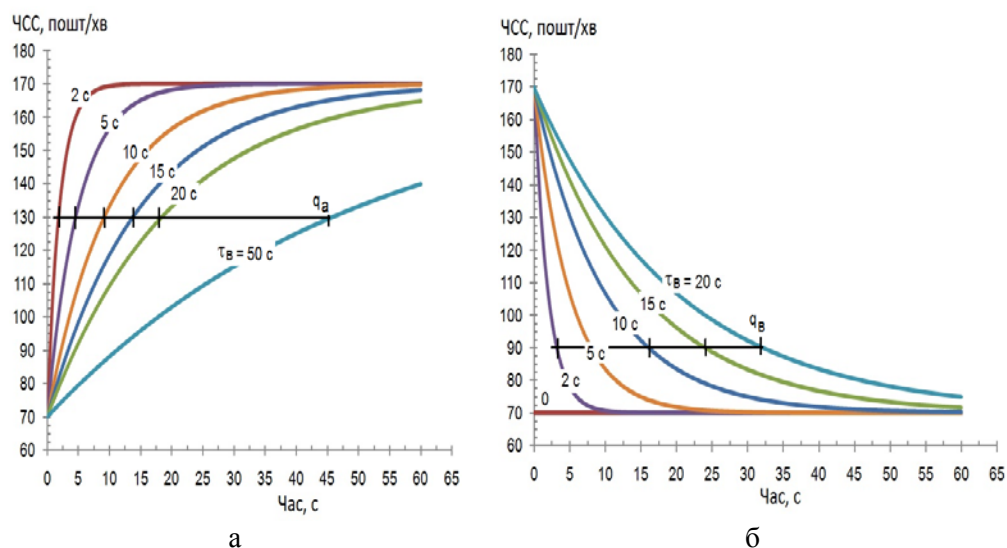 ЧСС, пошт/хв
180
170
160
150
140
130
120
110
100
90
80
70
60
2 с
5 с
10 с
15 с
20 с
qа
τв = 50 с
0 5 10 15 20 25 30 35 40 45 50 55 60 65
Час, с
а
ЧСС, пошт/хв
180
170
160
150
140
130
120
110
100
90
80
70
60
τв = 20 с
15 с
10 с
qв
5 с
2 с
0
0 5 10 15 20 25 30 35 40 45 50 55 60 65
Час, с
б